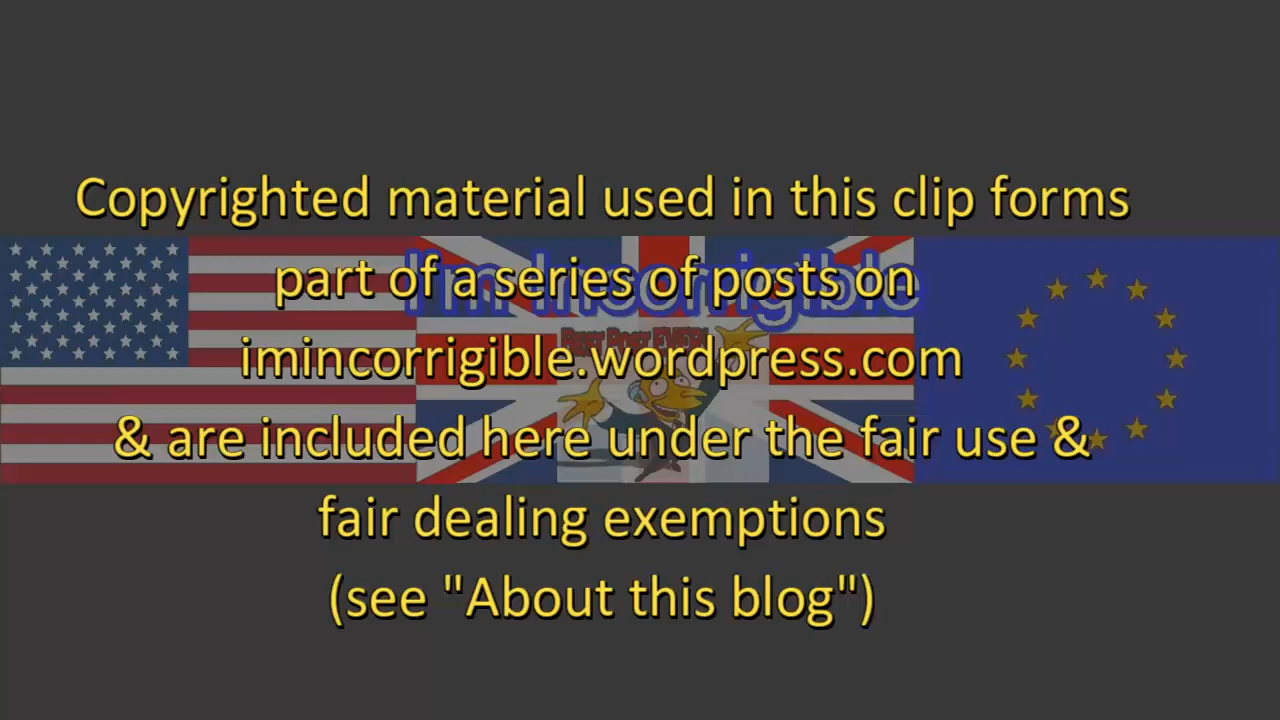 Copyrighted material used in this clip forms
part of a series of posts on
I'm Incorrigible
imincorrigible.wordpress.com
& are included here under the fair use &
fair dealing exemptions
(see "About this blog")